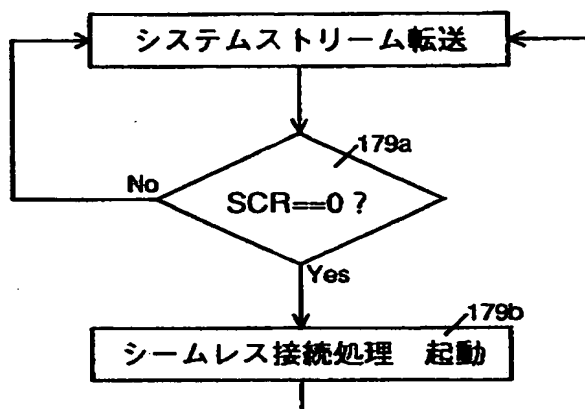 システムストリーム転送
179a
No
SCR==0 ?
Yes
179b
シームレス接続処理 起動